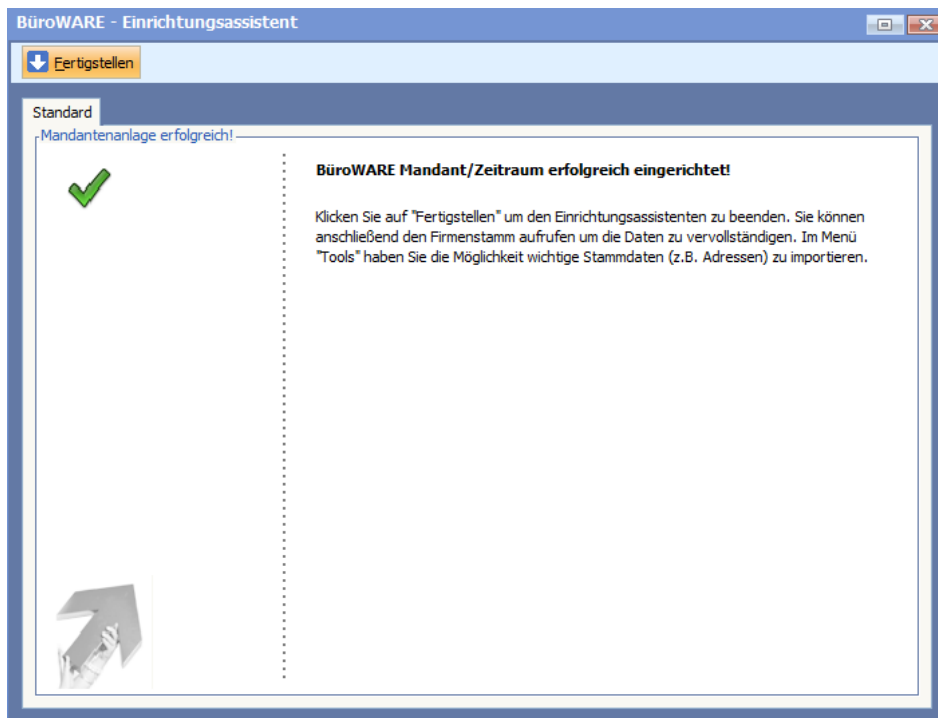 BüroWARE - Einrichtungsassistent
Fertigstellen
Standard
Mandantenanlage erfolgreich!
BüroWARE Mandant/Zeitraum erfolgreich eingerichtet!
Klicken Sie auf "Fertigstellen" um den Einrichtungsassistenten zu beenden. Sie können
anschließend den Firmenstamm aufrufen um die Daten zu vervollständigen. Im Menü
"Tools" haben Sie die Möglichkeit wichtige Stammdaten (z.B. Adressen) zu importieren.